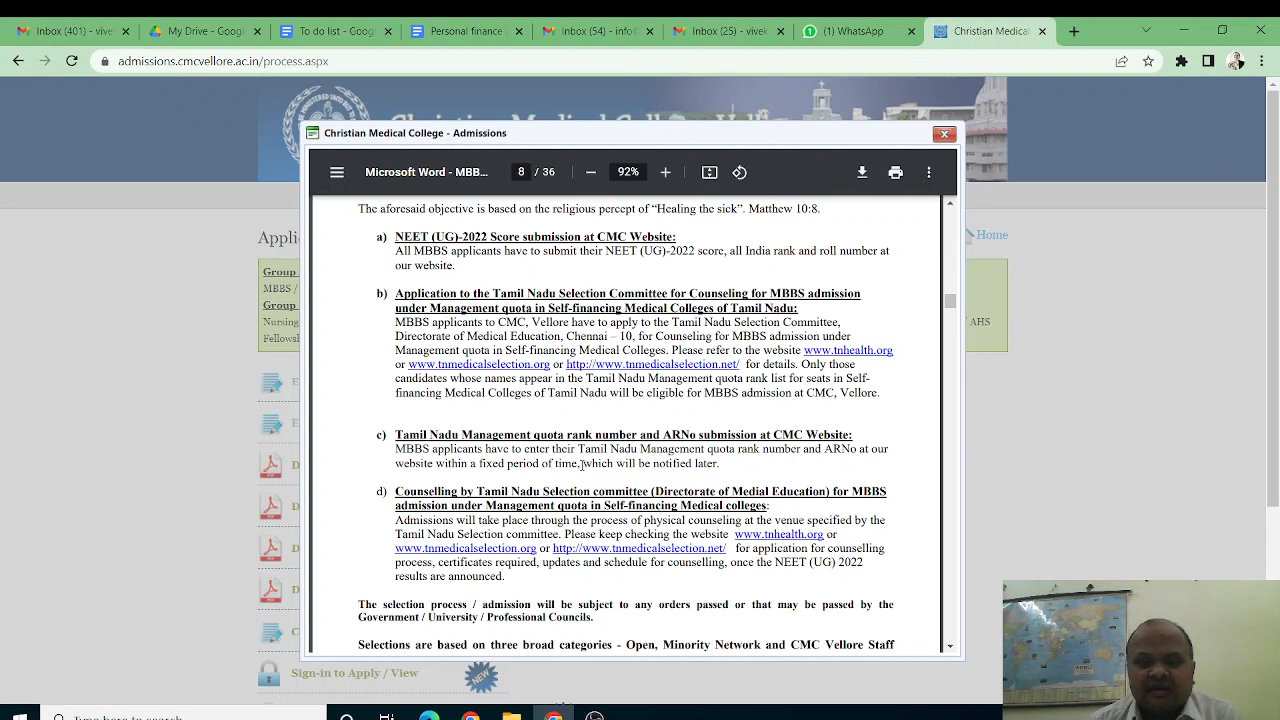 Inbox (401) - vive
My Drive - Googl
To do list - Goog
Personal finance
Inbox (54) - info
Inbox (25) - vivek
(1) WhatsApp
Christian Medical
admissions.cmcvellore.ac.in/process.aspx
Christian Medical College - Admissions
Microsoft Word - MBB...
8 / 36
92%
Appli
Home
Group
MBBS /
Group
Nursing
Fellowsh
/ AHS
The aforesaid objective is based on the religious percept of “Healing the sick”. Matthew 10:8.
a) NEET (UG)-2022 Score submission at CMC Website:
All MBBS applicants have to submit their NEET (UG)-2022 score, all India rank and roll number at
our website.
b) Application to the Tamil Nadu Selection Committee for Counseling for MBBS admission
under Management quota in Self-financing Medical Colleges of Tamil Nadu:
MBBS applicants to CMC, Vellore have to apply to the Tamil Nadu Selection Committee,
Directorate of Medical Education, Chennai – 10, for Counseling for MBBS admission under
Management quota in Self-financing Medical Colleges. Please refer to the website www.tnhealth.org
or www.tnmedicalselection.org or http://www.tnmedicalselection.net/ for details. Only those
candidates whose names appear in the Tamil Nadu Management quota rank list for seats in Self-
financing Medical Colleges of Tamil Nadu will be eligible for MBBS admission at CMC, Vellore.
c) Tamil Nadu Management quota rank number and ARNo submission at CMC Website:
MBBS applicants have to enter their Tamil Nadu Management quota rank number and ARNo at our
website within a fixed period of time, which will be notified later.
d) Counselling by Tamil Nadu Selection committee (Directorate of Medial Education) for MBBS
admission under Management quota in Self-financing Medical colleges:
Admissions will take place through the process of physical counseling at the venue specified by the
Tamil Nadu Selection committee. Please keep checking the website www.tnhealth.org or
www.tnmedicalselection.org or http://www.tnmedicalselection.net/ for application for counselling
process, certificates required, updates and schedule for counselling, once the NEET (UG) 2022
results are announced.
The selection process / admission will be subject to any orders passed or that may be passed by the
Government / University / Professional Councils.
Selections are based on three broad categories - Open, Minority Network and CMC Vellore Staff
Sign-in to Apply / View
NEW